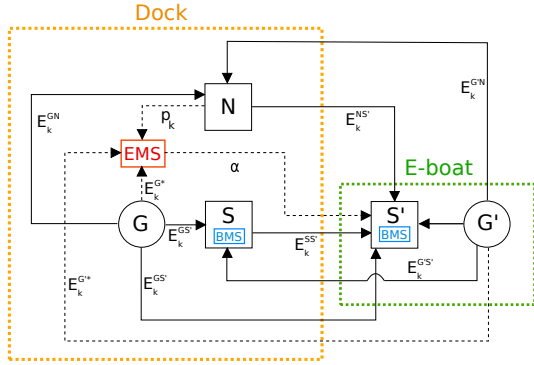 Dock
N
E_k^{G'N}
E_k^{GN}
p_k
E_k^{NS'}
EMS
α
E-boat
E_k^{G*}
G
E_k^{GS'}
S
BMS
E_k^{SS'}
S'
BMS
G'
E_k^{G'*}
E_k^{GS'}
E_k^{G'S'}